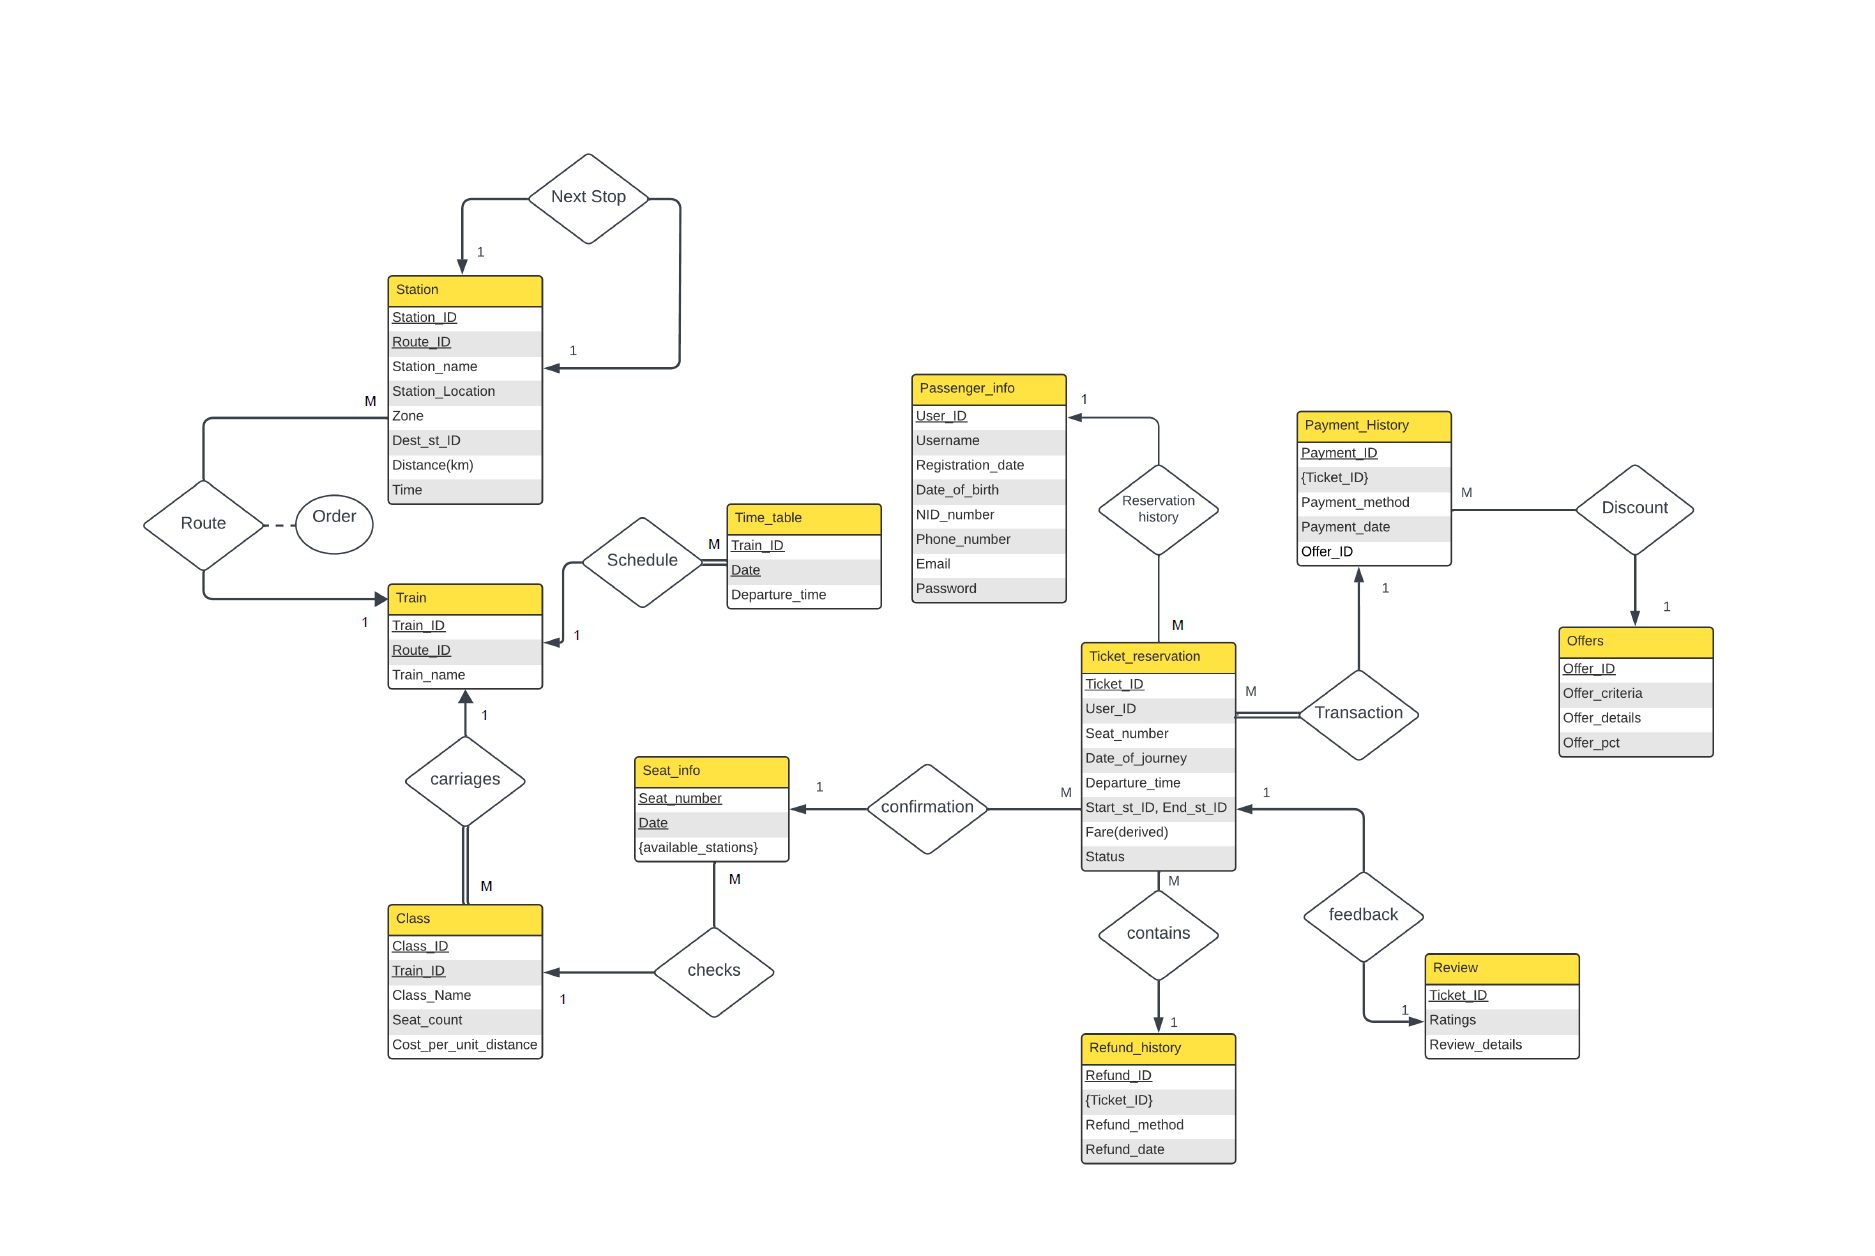 Next Stop
1
1
Station
Station_ID
Route_ID
Station_name
Station_Location
Zone
Dest_st_ID
Distance(km)
Time
M
Route
Order
1
Train
Train_ID
Route_ID
Train_name
Schedule
M
1
Time_table
Train_ID
Date
Departure_time
1
carriages
M
Class
Class_ID
Train_ID
Class_Name
Seat_count
Cost_per_unit_distance
1
checks
M
Seat_info
Seat_number
Date
{available_stations}
1
confirmation
M
Passenger_info
User_ID
Username
Registration_date
Date_of_birth
NID_number
Phone_number
Email
Password
1
Reservation
history
M
Ticket_reservation
Ticket_ID
User_ID
Seat_number
Date_of_journey
Departure_time
Start_st_ID, End_st_ID
Fare(derived)
Status
M
contains
1
Refund_history
Refund_ID
{Ticket_ID}
Refund_method
Refund_date
M
Transaction
1
Payment_History
Payment_ID
{Ticket_ID}
Payment_method
Payment_date
Offer_ID
M
Discount
1
Offers
Offer_ID
Offer_criteria
Offer_details
Offer_pct
1
feedback
1
Review
Ticket_ID
Ratings
Review_details